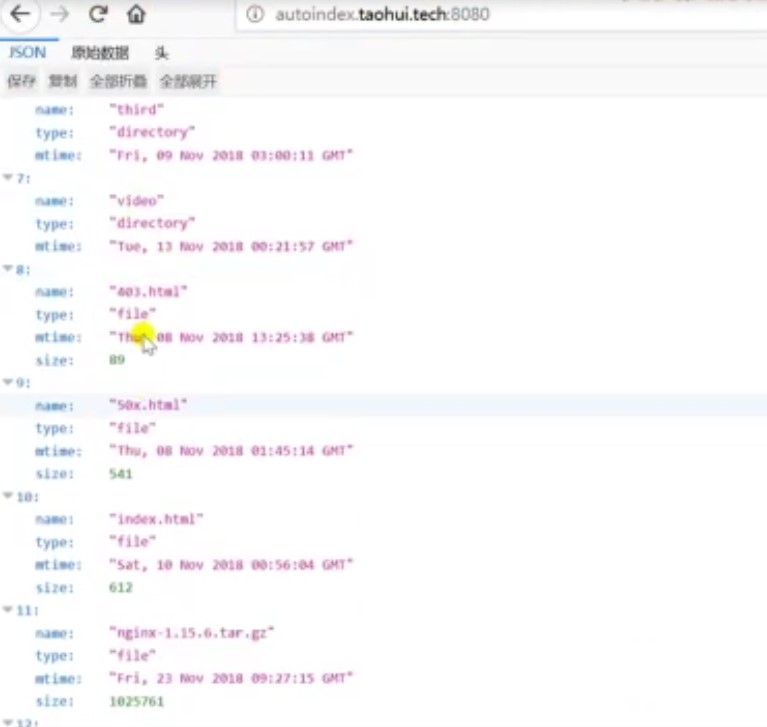 autoindex.taohui.tech:8080
JSON 原始数据 头
保存 复制 全部折叠 全部展开
name: "third"
type: "directory"
mtime: "Fri, 09 Nov 2018 03:00:11 GMT"
7:
name: "video"
type: "directory"
mtime: "Tue, 13 Nov 2018 00:21:57 GMT"
8:
name: "403.html"
type: "file"
mtime: "Thu, 08 Nov 2018 13:25:38 GMT"
size: 89
9:
name: "50x.html"
type: "file"
mtime: "Thu, 08 Nov 2018 01:45:14 GMT"
size: 541
10:
name: "index.html"
type: "file"
mtime: "Sat, 10 Nov 2018 00:56:04 GMT"
size: 612
11:
name: "nginx-1.15.6.tar.gz"
type: "file"
mtime: "Fri, 23 Nov 2018 09:27:15 GMT"
size: 1025761
12: